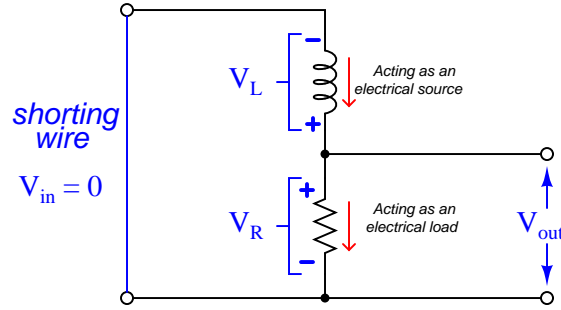 −
V_L
Acting as an
electrical source
+
shorting
wire
V_in = 0
+
V_R
Acting as an
electrical load
−
V_out